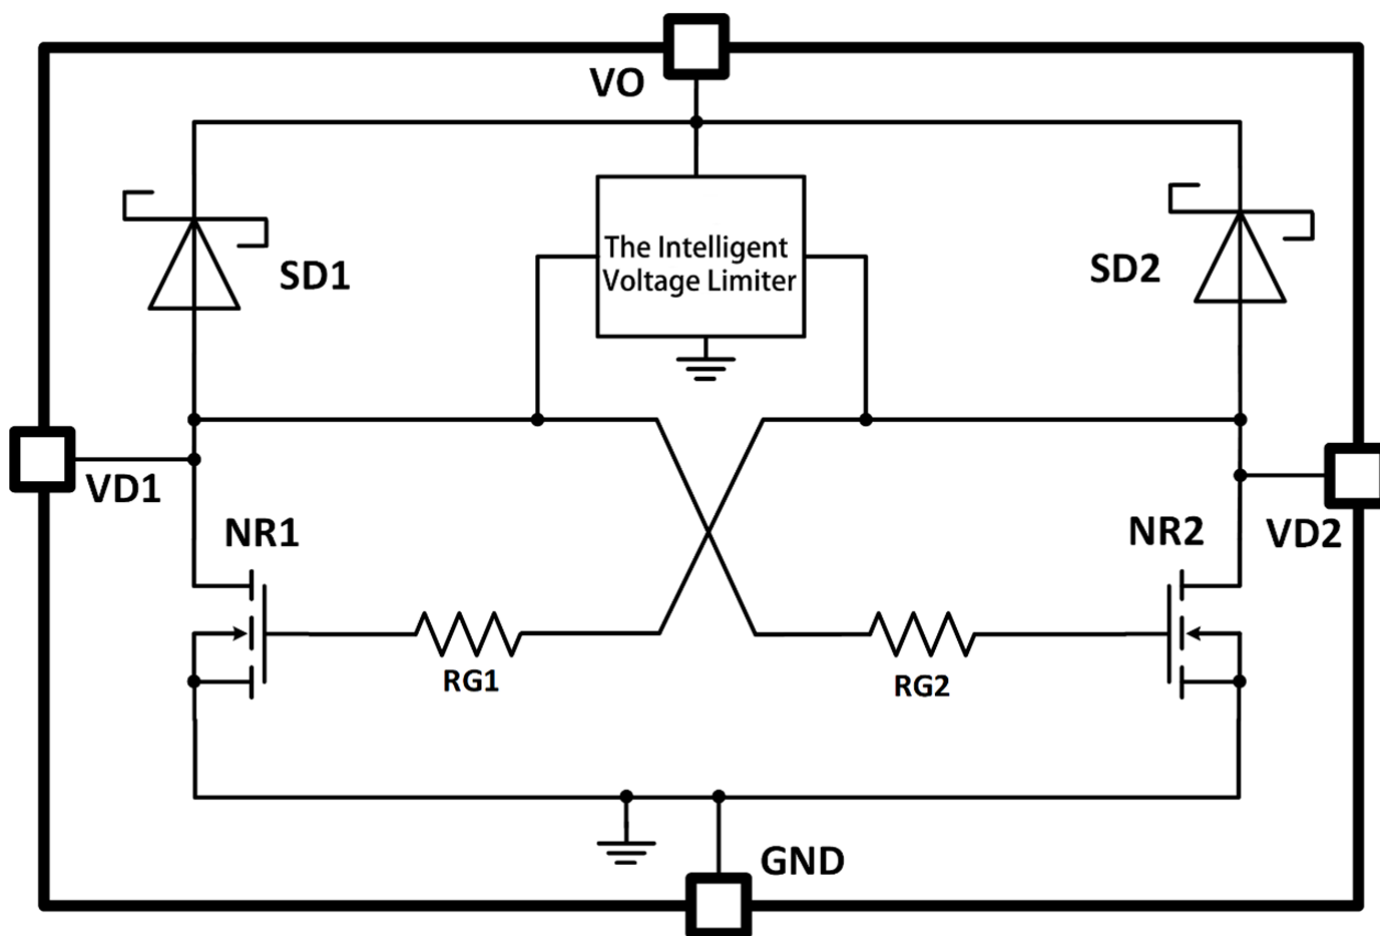 VO
The Intelligent
Voltage Limiter
SD1
SD2
VD1
VD2
NR1
NR2
RG1
RG2
GND